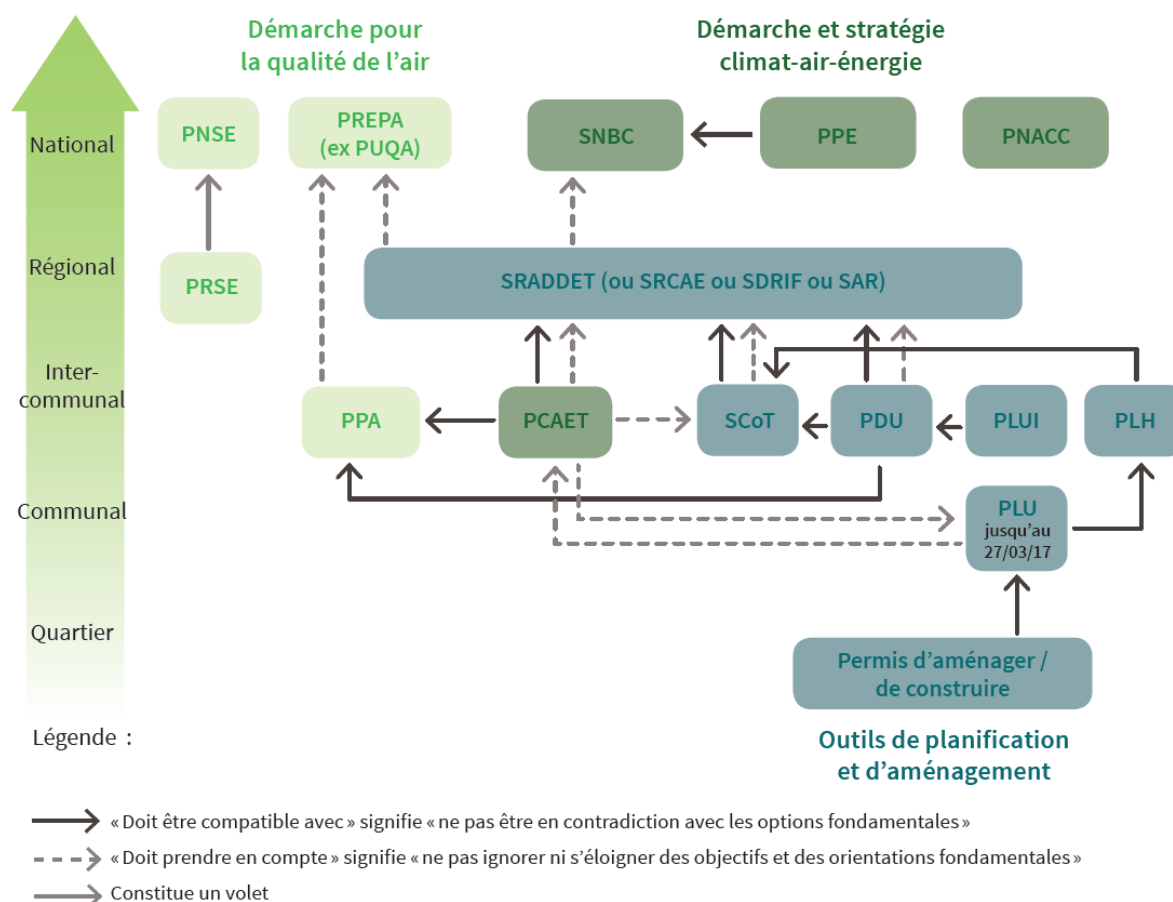 Démarche pour
la qualité de l’air
Démarche et stratégie
climat-air-énergie
National
PNSE
PREPA
(ex PUQA)
SNBC
PPE
PNACC
Régional
PRSE
SRADDET (ou SRCAE ou SDRIF ou SAR)
Inter-
communal
PPA
PCAET
SCoT
PDU
PLUI
PLH
Communal
PLU
jusqu’au
27/03/17
Quartier
Permis d’aménager /
de construire
Légende :
Outils de planification
et d’aménagement
« Doit être compatible avec » signifie « ne pas être en contradiction avec les options fondamentales »
« Doit prendre en compte » signifie « ne pas ignorer ni s’éloigner des objectifs et des orientations fondamentales »
Constitue un volet